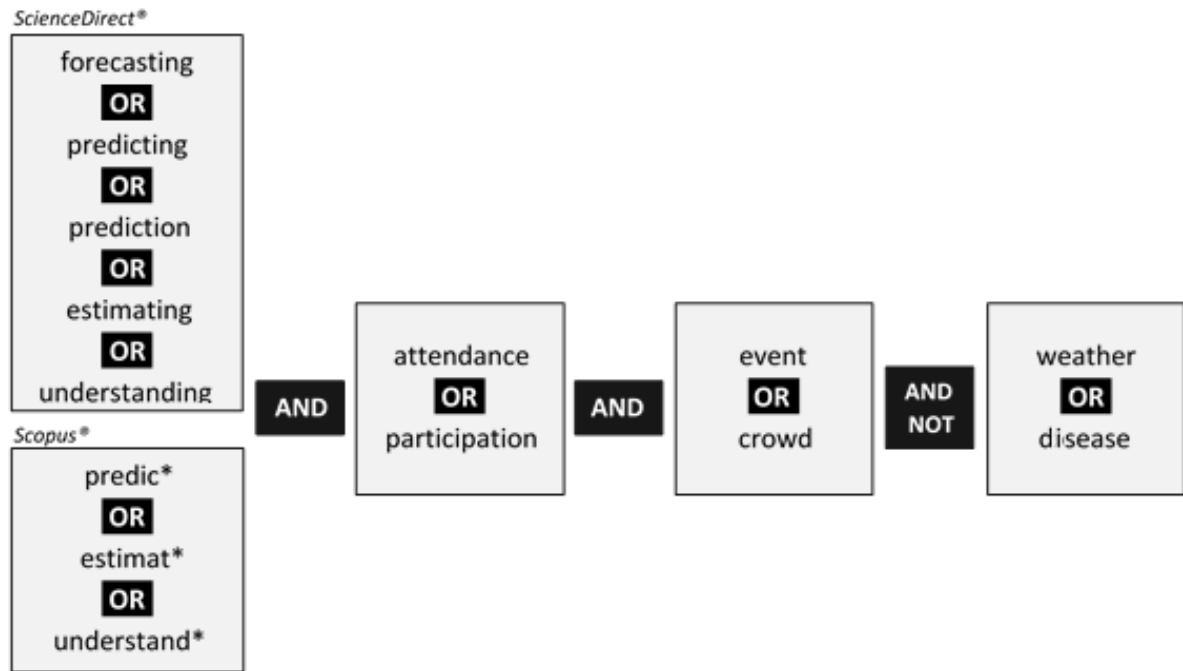 ScienceDirect®
forecasting
OR
predicting
OR
prediction
OR
estimating
OR
understanding
Scopus®
predic*
OR
estimat*
OR
understand*
AND
attendance
OR
participation
AND
event
OR
crowd
AND
NOT
weather
OR
disease